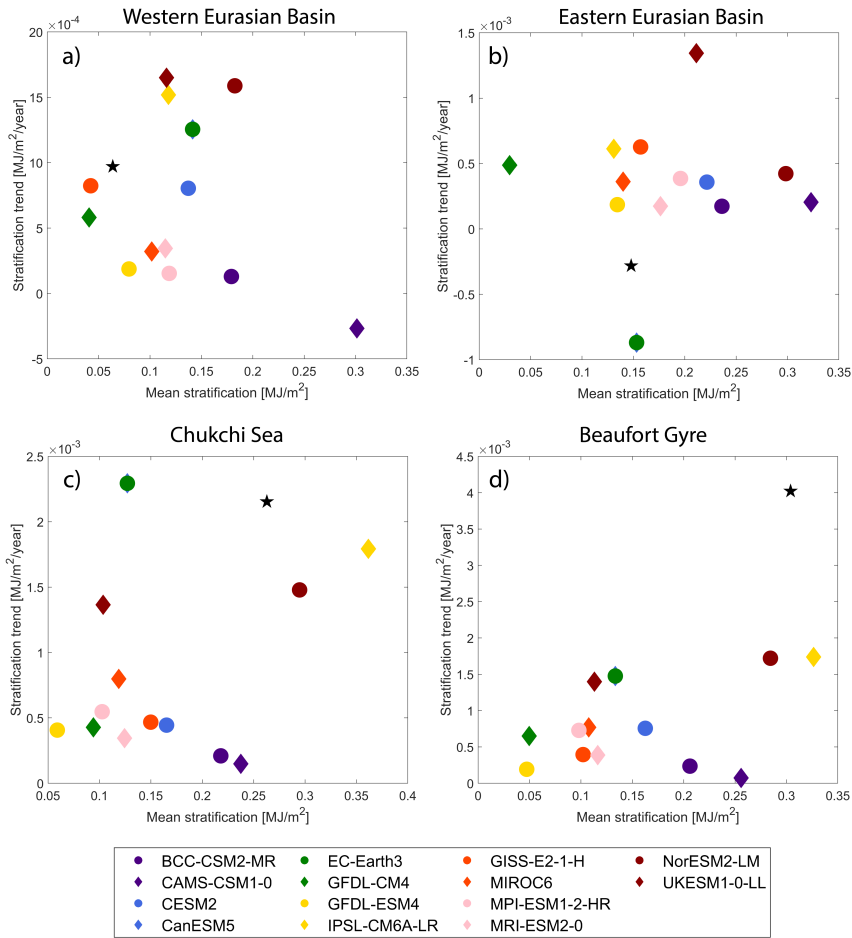 Western Eurasian Basin
Eastern Eurasian Basin
×10⁻⁴
20
15
10
5
0
-5
a)
Stratification trend [MJ/m²/year]
0
0.05
0.1
0.15
0.2
0.25
0.3
0.35
Mean stratification [MJ/m²]
×10⁻³
1.5
1
0.5
0
-0.5
-1
b)
Stratification trend [MJ/m²/year]
0
0.05
0.1
0.15
0.2
0.25
0.3
0.35
Mean stratification [MJ/m²]
Chukchi Sea
Beaufort Gyre
×10⁻³
2.5
2
1.5
1
0.5
0
c)
Stratification trend [MJ/m²/year]
0.05
0.1
0.15
0.2
0.25
0.3
0.35
0.4
Mean stratification [MJ/m²]
×10⁻³
4.5
4
3.5
3
2.5
2
1.5
1
0.5
0
d)
Stratification trend [MJ/m²/year]
0
0.05
0.1
0.15
0.2
0.25
0.3
0.35
Mean stratification [MJ/m²]
BCC-CSM2-MR
CAMS-CSM1-0
CESM2
CanESM5
EC-Earth3
GFDL-CM4
GFDL-ESM4
IPSL-CM6A-LR
GISS-E2-1-H
MIROC6
MPI-ESM1-2-HR
MRI-ESM2-0
NorESM2-LM
UKESM1-0-LL